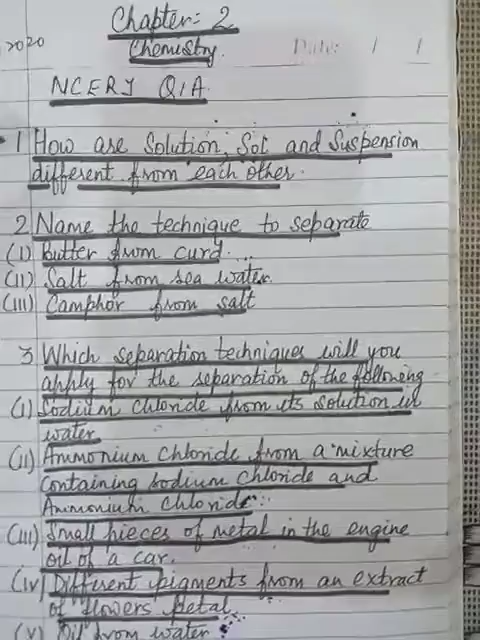 Chapter:- 2
2020
Chemistry.
Date: / /
NCERT Q1A
1 How are Solution, Sol and Suspension
different from each other.
2 Name the technique to separate
(I) Butter from curd...
(II) Salt from sea water.
(III) Camphor from salt
3 Which separation techniques will you
apply for the separation of the following
(I) Sodium chloride from its solution in
water
(II) Ammonium chloride from a mixture
containing sodium chloride and
Ammonium chloride.
(III) Small pieces of metal in the engine
oil of a car.
(IV) Different pigments from an extract
of flowers Petal
(V) Oil from water